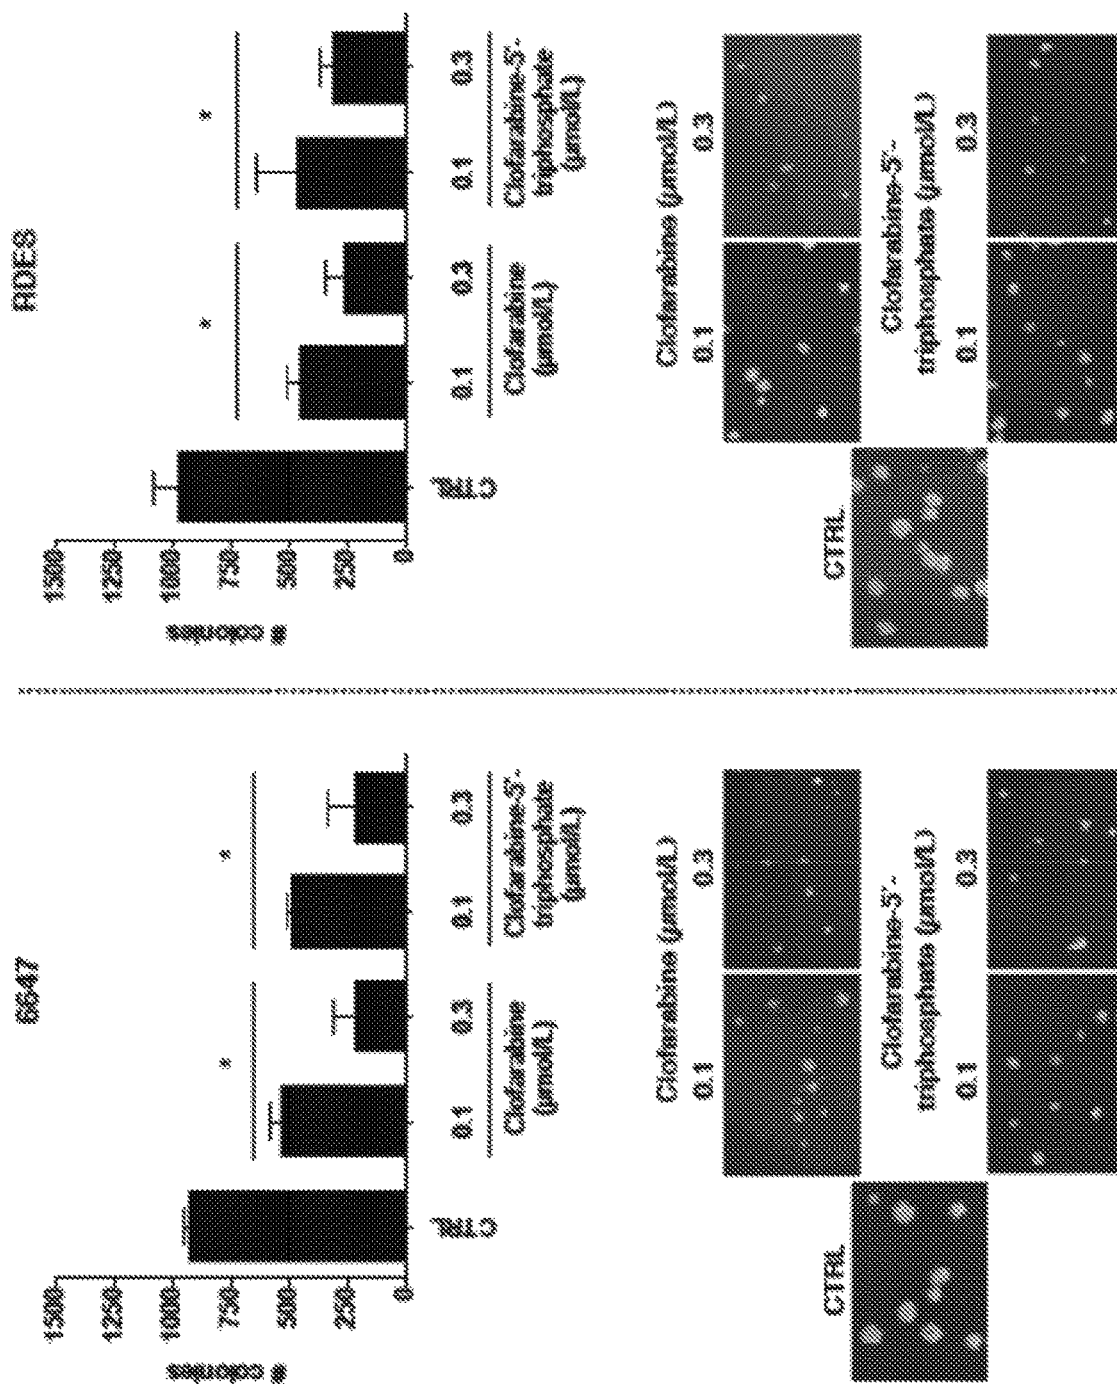 6647
# colonies
1500
1250
1000
750
500
250
0
CTRL
0.1 0.3
Clofarabine
(µmol/L)
0.1 0.3
Clofarabine-5'-
triphosphate
(µmol/L)
*
*
Clofarabine (µmol/L)
0.1 0.3
CTRL
Clofarabine-5'-
triphosphate (µmol/L)
0.1 0.3
RDES
# colonies
1500
1250
1000
750
500
250
0
CTRL
0.1 0.3
Clofarabine
(µmol/L)
0.1 0.3
Clofarabine-5'-
triphosphate
(µmol/L)
*
*
Clofarabine (µmol/L)
0.1 0.3
CTRL
Clofarabine-5'-
triphosphate (µmol/L)
0.1 0.3